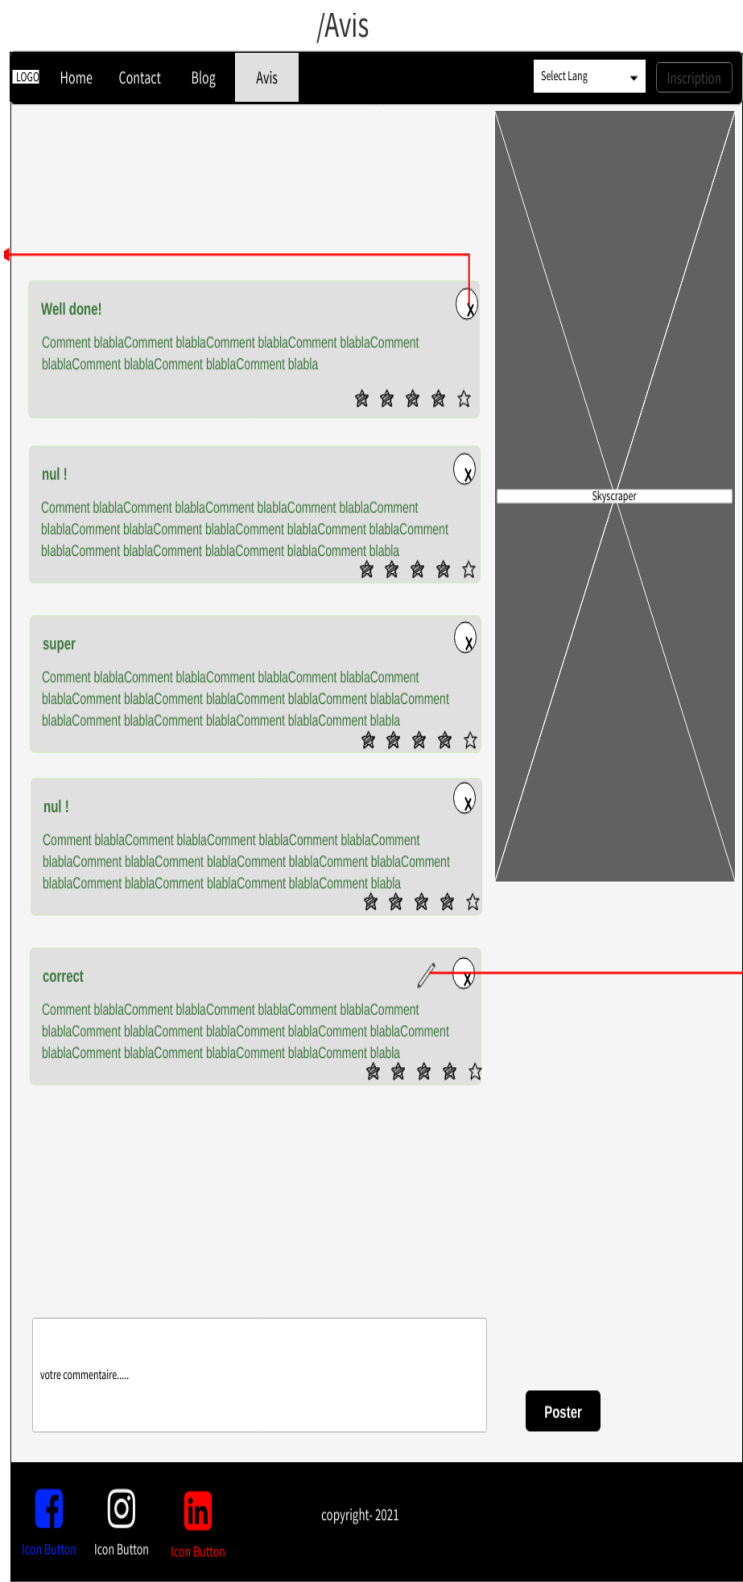 /Avis
LOGO Home Contact Blog Avis Select Lang Inscription
Well done! x
Comment blablaComment blablaComment blablaComment blablaComment
blablaComment blablaComment blablaComment blabla
nul ! x
Comment blablaComment blablaComment blablaComment blablaComment
blablaComment blablaComment blablaComment blablaComment blablaComment
blablaComment blablaComment blablaComment blablaComment blabla
Skyscraper
super x
Comment blablaComment blablaComment blablaComment blablaComment
blablaComment blablaComment blablaComment blablaComment blablaComment
blablaComment blablaComment blablaComment blablaComment blabla
nul ! x
Comment blablaComment blablaComment blablaComment blablaComment
blablaComment blablaComment blablaComment blablaComment blablaComment
blablaComment blablaComment blablaComment blablaComment blabla
correct x
Comment blablaComment blablaComment blablaComment blablaComment
blablaComment blablaComment blablaComment blablaComment blablaComment
blablaComment blablaComment blablaComment blablaComment blabla
votre commentaire.....
Poster
in
copyright- 2021
Icon Button Icon Button Icon Button